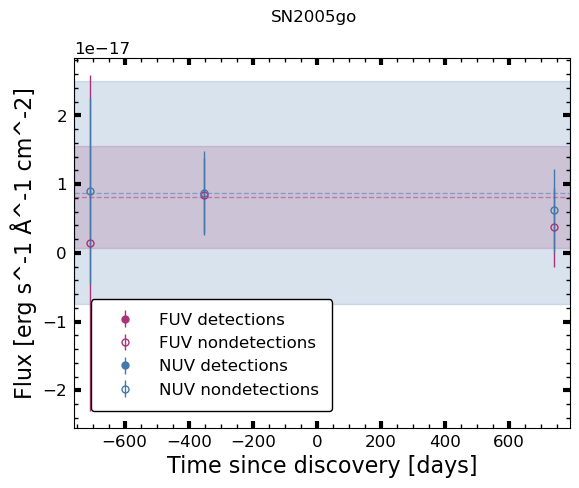 SN2005go
1e−17
Flux [erg s^-1 Å^-1 cm^-2]
2
1
0
−1
−2
FUV detections
FUV nondetections
NUV detections
NUV nondetections
−600 −400 −200 0 200 400 600
Time since discovery [days]